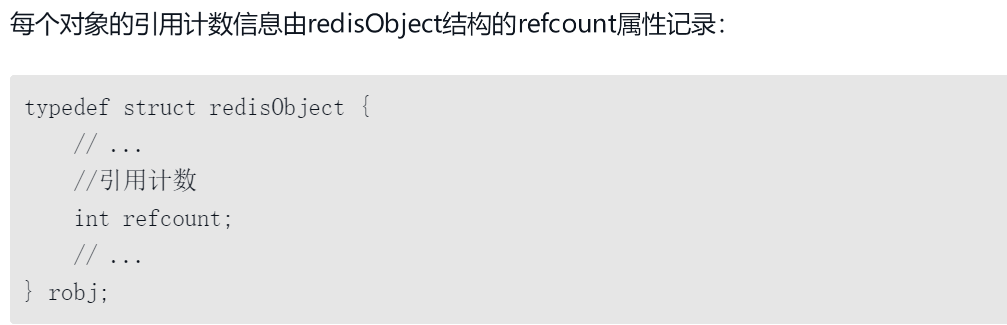 每个对象的引用计数信息由redisObject结构的refcount属性记录：
typedef struct redisObject {
    // ...
    //引用计数
    int refcount;
    // ...
} robj;